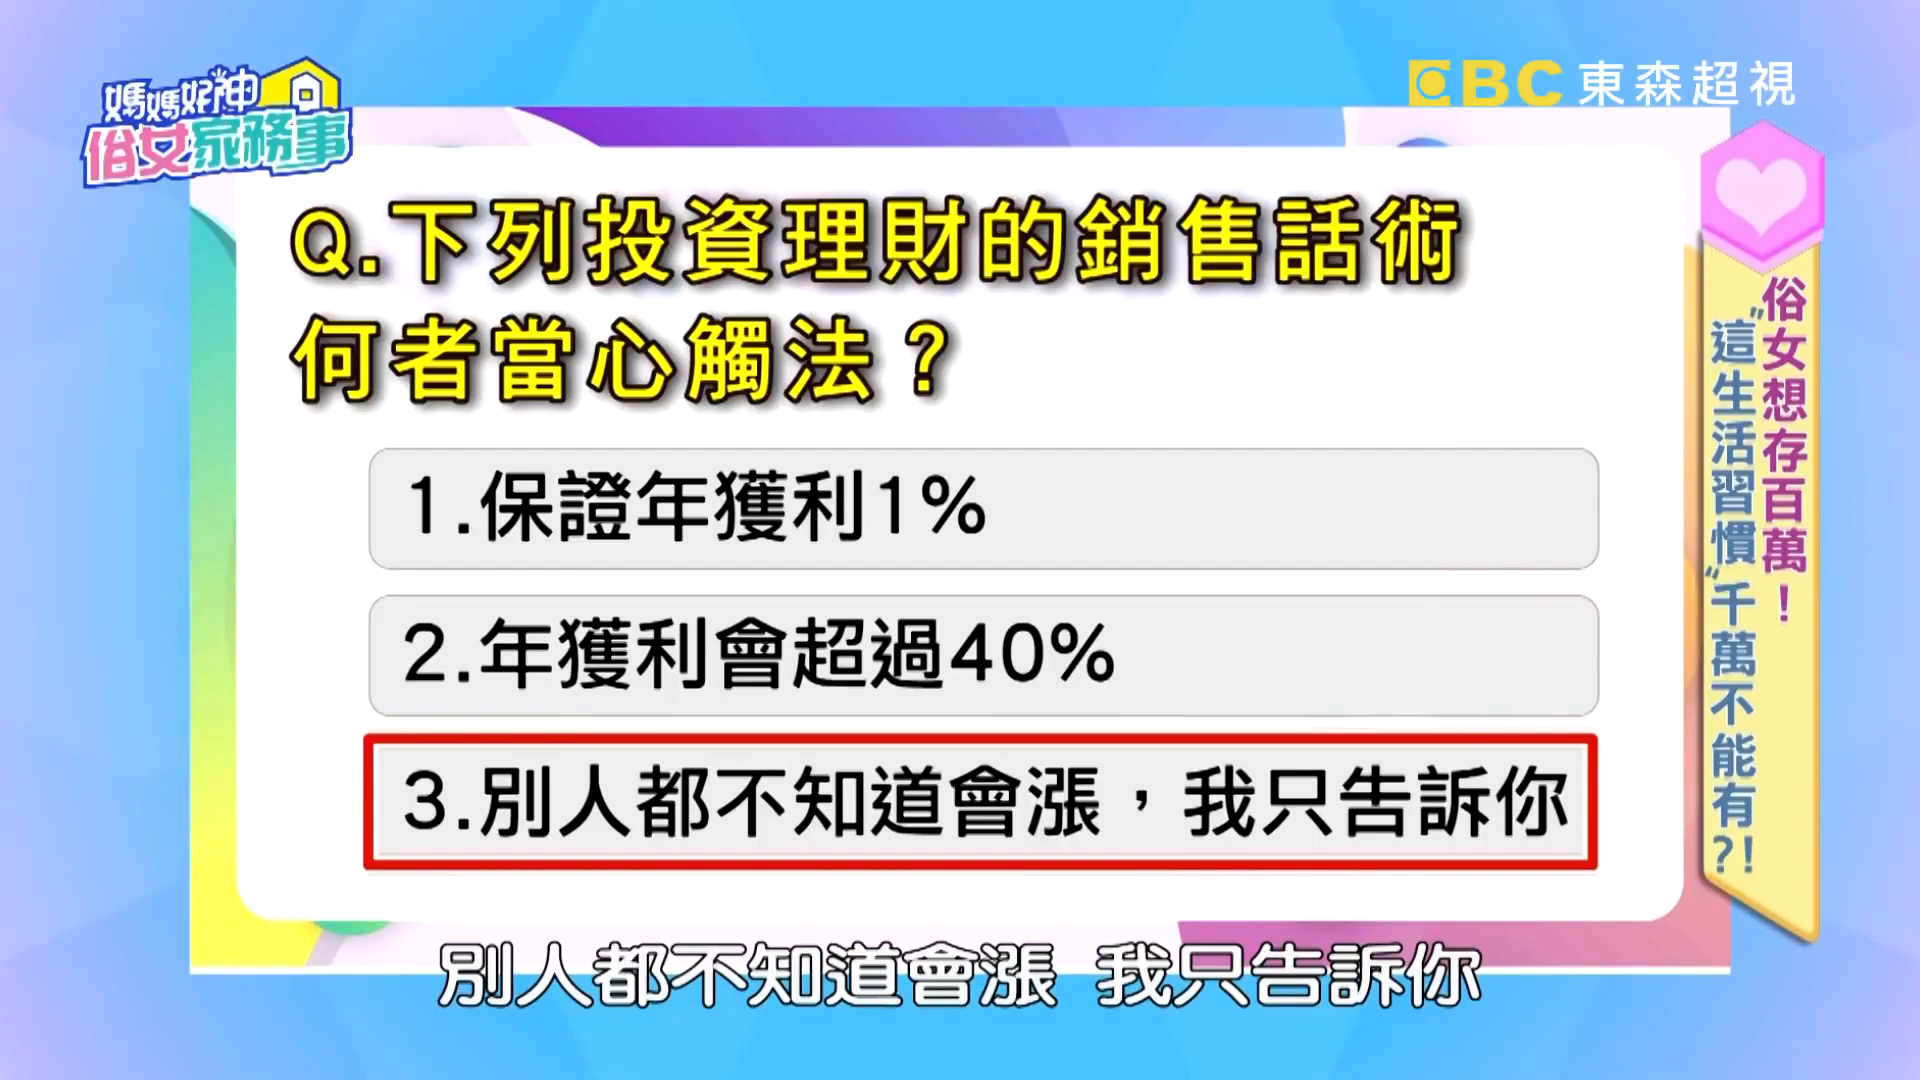 媽媽好神
俗女家務事
EBC 東森超視
Q.下列投資理財的銷售話術
何者當心觸法？
1.保證年獲利1%
2.年獲利會超過40%
3.別人都不知道會漲，我只告訴你
俗女想存百萬！
"這生活習慣"千萬不能有?!
別人都不知道會漲 我只告訴你